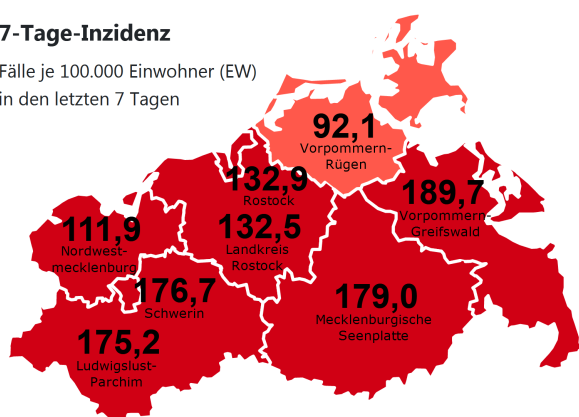 7-Tage-Inzidenz
Fälle je 100.000 Einwohner (EW)
in den letzten 7 Tagen
92,1
Vorpommern-
Rügen
132,9
Rostock
189,7
Vorpommern-
Greifswald
111,9
Nordwest-
mecklenburg
132,5
Landkreis
Rostock
176,7
Schwerin
179,0
Mecklenburgische
Seenplatte
175,2
Ludwigslust-
Parchim